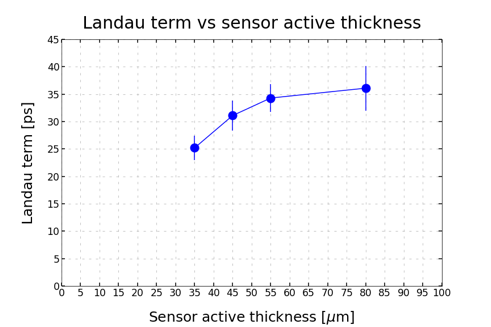 Landau term vs sensor active thickness
45
40
35
30
25
20
15
10
5
0
Landau term [ps]
0 5 10 15 20 25 30 35 40 45 50 55 60 65 70 75 80 85 90 95 100
Sensor active thickness [μm]